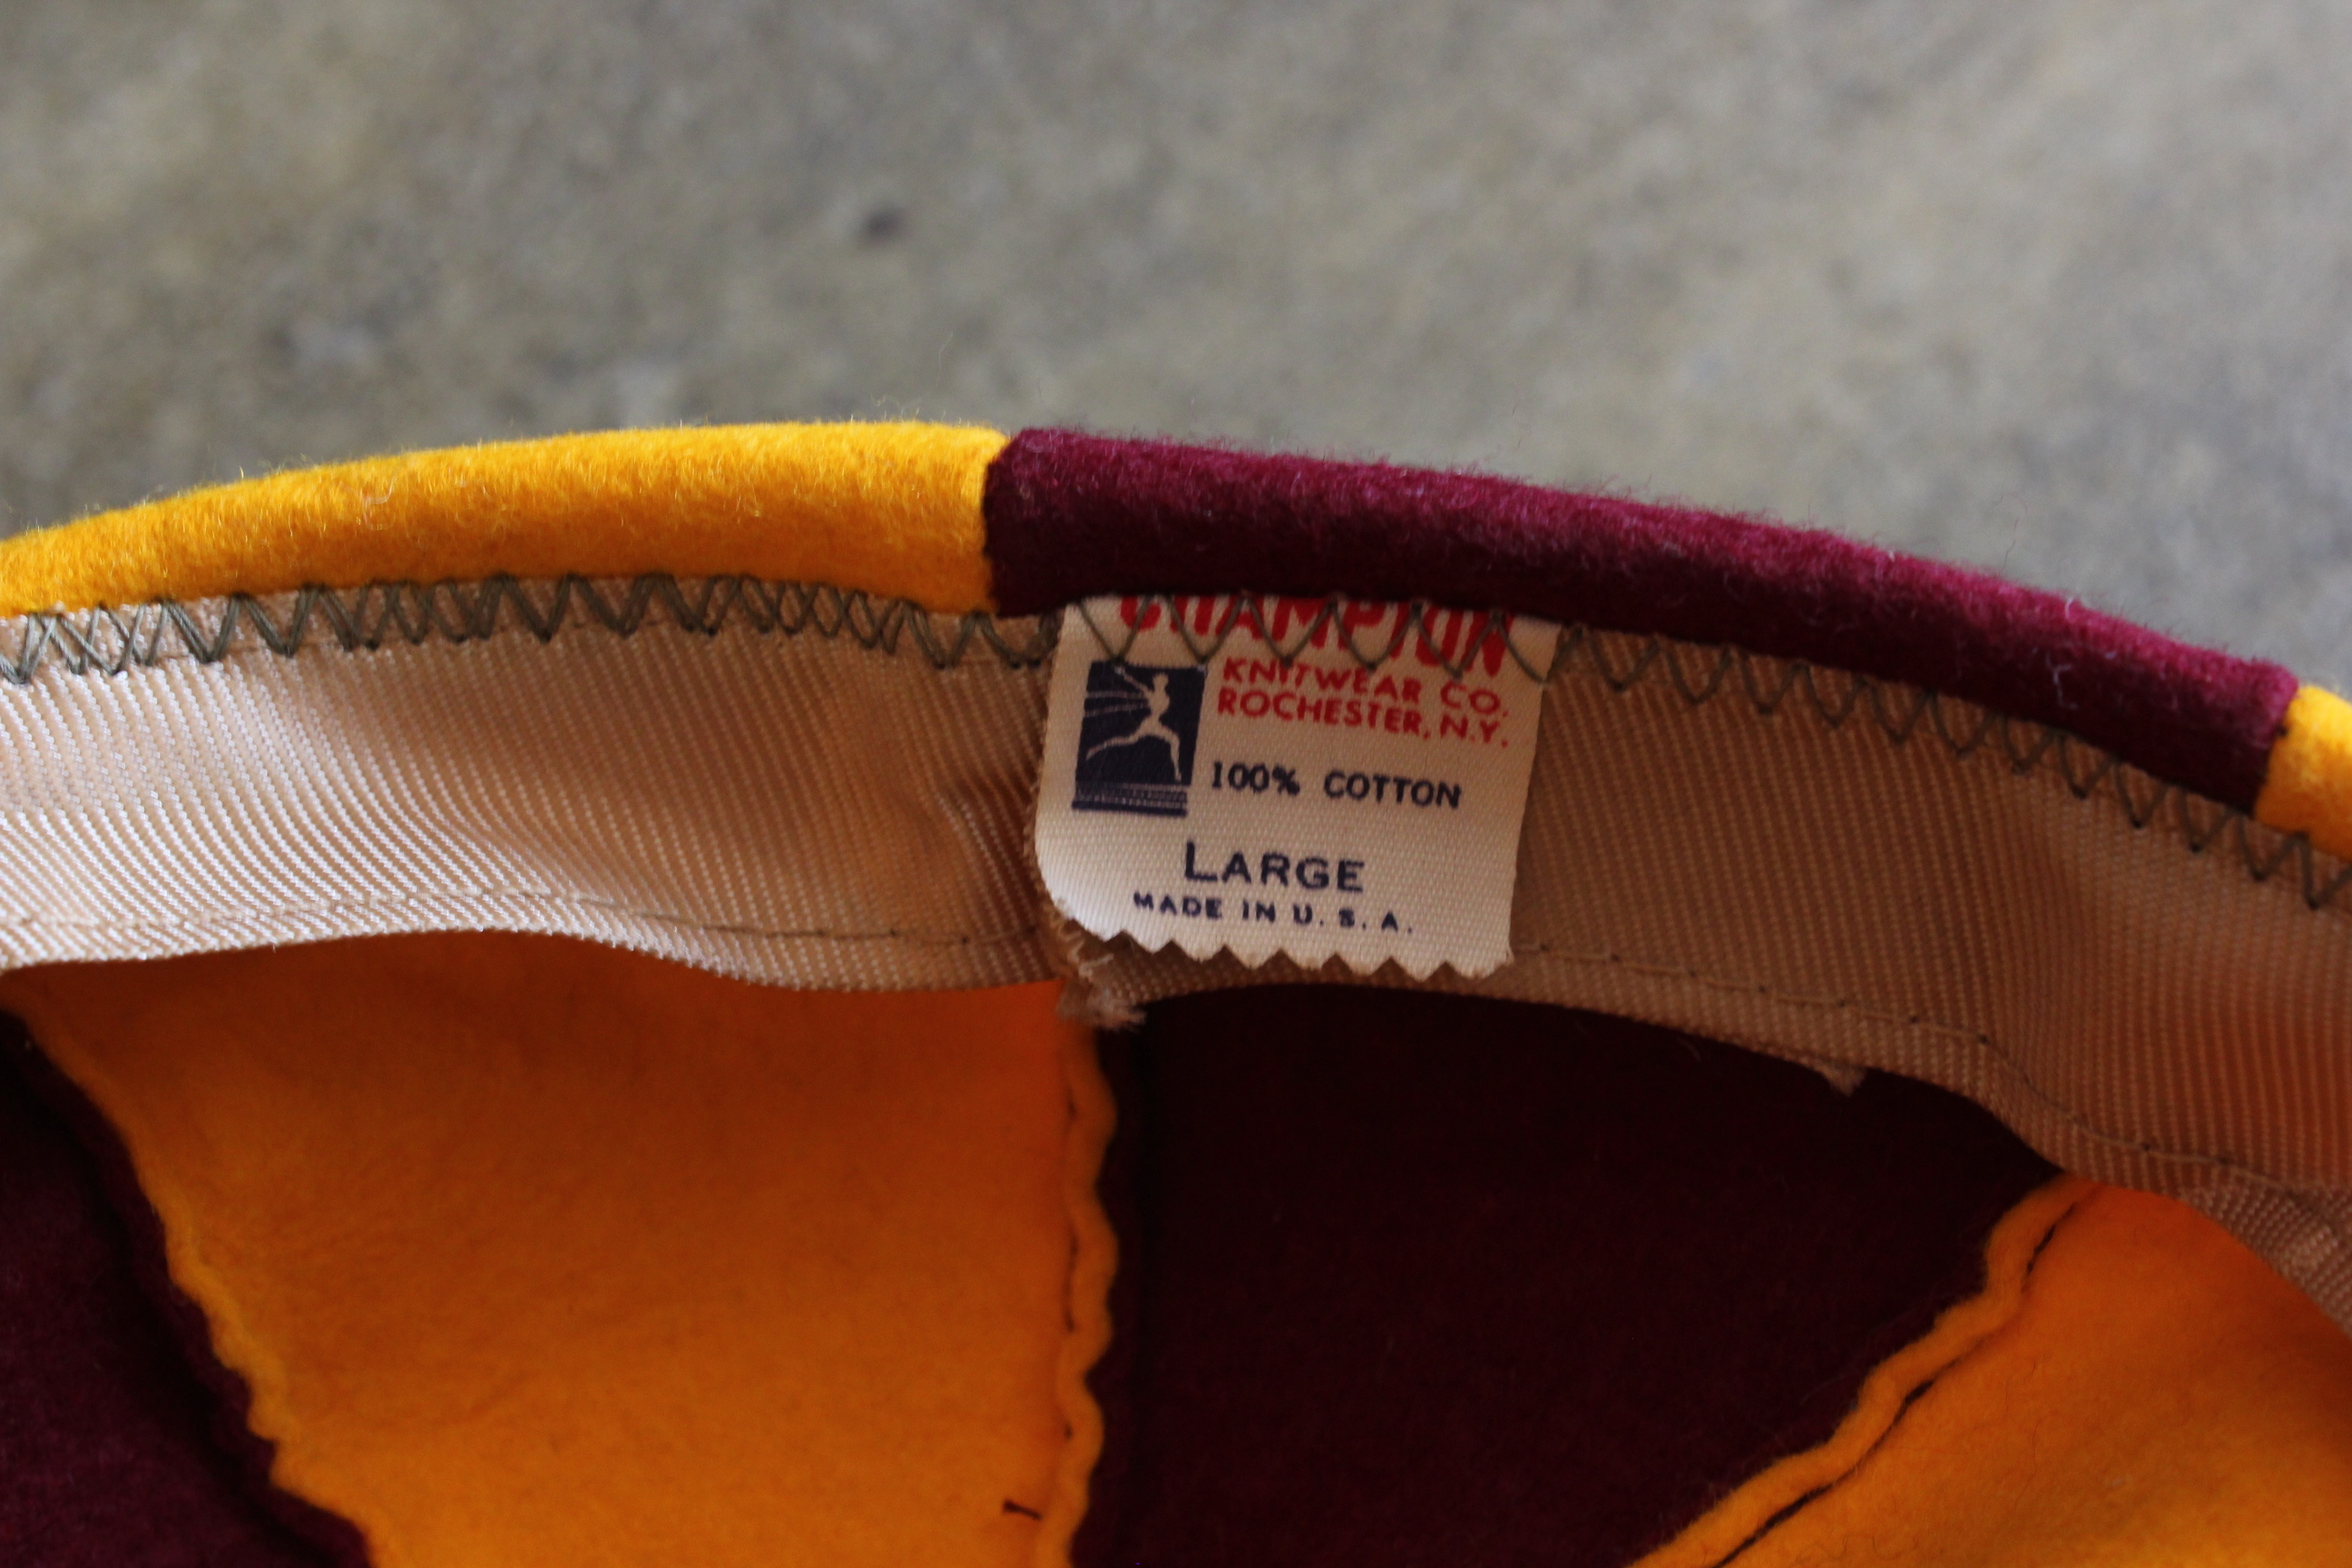 CHAMPION
KNITWEAR CO.
ROCHESTER, N.Y.
100% COTTON
LARGE
MADE IN U. S. A.